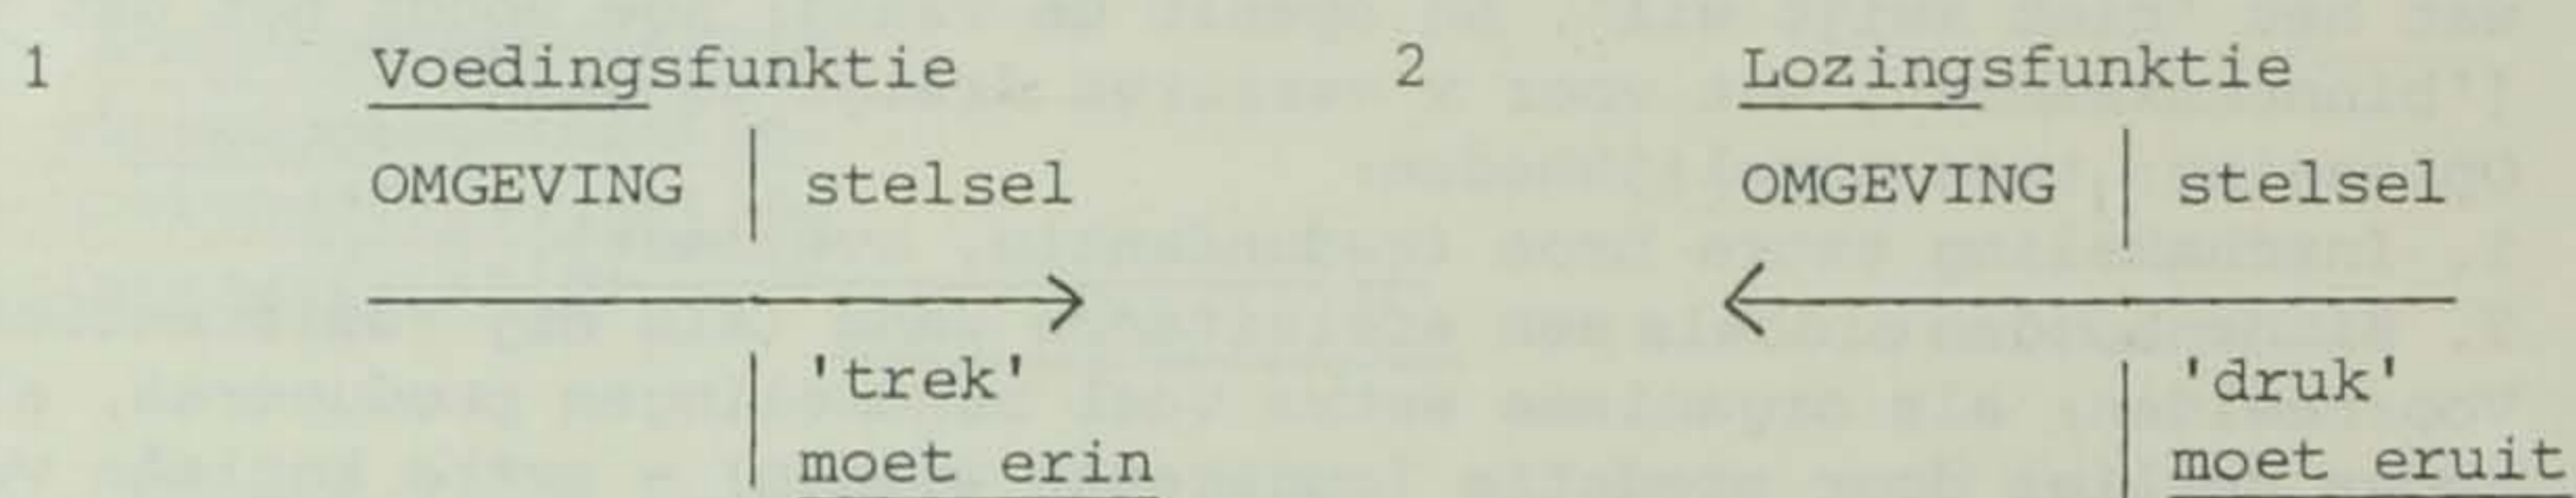 1 Voedingsfunktie
OMGEVING | stelsel
'trek'
moet erin
2 Lozingsfunktie
OMGEVING | stelsel
'druk'
moet eruit